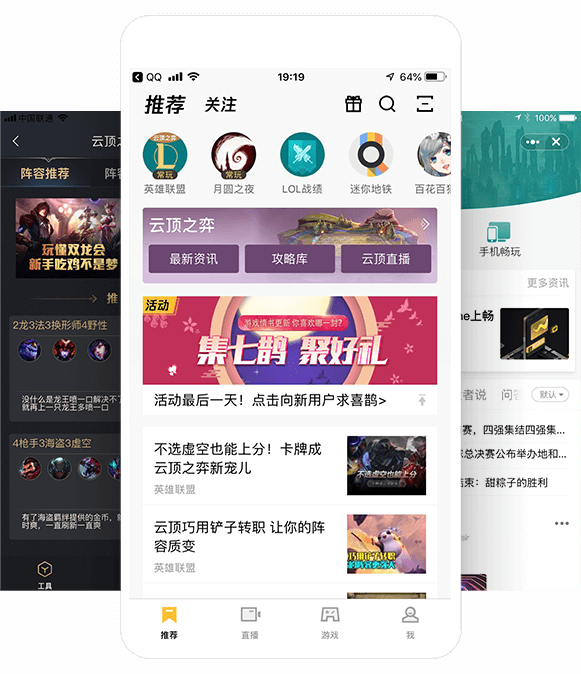 QQ
19:19
64%
推荐
关注
云顶之弈
常玩
常玩
英雄联盟
月圆之夜
LOL战绩
迷你地铁
百花百
云顶之弈
最新资讯
攻略库
云顶直播
活动
游戏情书更新 你喜欢哪一封?
集七鹊 聚好礼
活动最后一天！点击向新用户求喜鹊>
不选虚空也能上分！卡牌成
云顶之弈新宠儿
英雄联盟
不选虚空也能上分
云顶巧用铲子转职 让你的阵
容质变
英雄联盟
巧用铲子转职
推荐
直播
游戏
我
中国联通
云顶之
阵容推荐
阵容
玩懂双龙会
新手吃鸡不是梦
推
2龙3法3换形师4野性
没什么是龙王喷一口解决不了
就再上一只龙王多喷一口
4枪手3海盗3虚空
有了海盗羁绊提供的金币，
时爽，一直刷新一直爽
工具
100%
手机畅玩
更多资讯
ne上畅
者说
问答
默认
赛，四强集结四强集...
总决赛公布举办地和...
结束：甜粽子的胜利